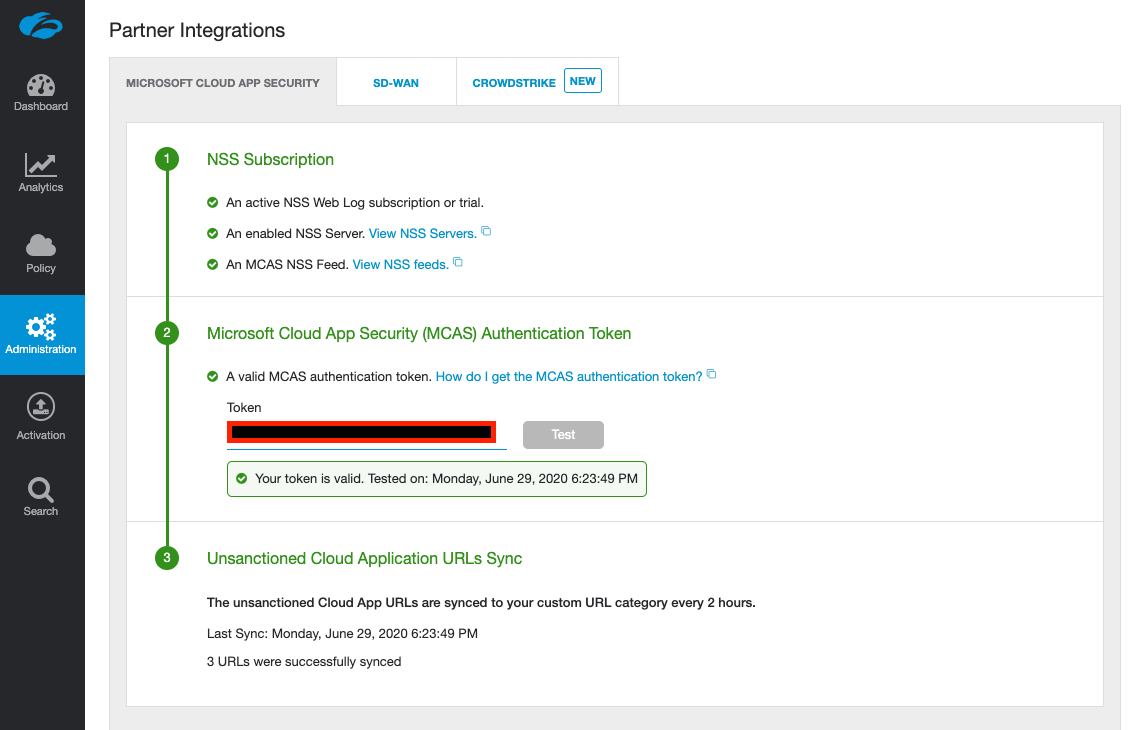 Partner Integrations
Dashboard
Analytics
Policy
Administration
Activation
Search
MICROSOFT CLOUD APP SECURITY
SD-WAN
CROWDSTRIKE NEW
1 NSS Subscription
An active NSS Web Log subscription or trial.
An enabled NSS Server. View NSS Servers.
An MCAS NSS Feed. View NSS feeds.
2 Microsoft Cloud App Security (MCAS) Authentication Token
A valid MCAS authentication token. How do I get the MCAS authentication token?
Token
Test
Your token is valid. Tested on: Monday, June 29, 2020 6:23:49 PM
3 Unsanctioned Cloud Application URLs Sync
The unsanctioned Cloud App URLs are synced to your custom URL category every 2 hours.
Last Sync: Monday, June 29, 2020 6:23:49 PM
3 URLs were successfully synced